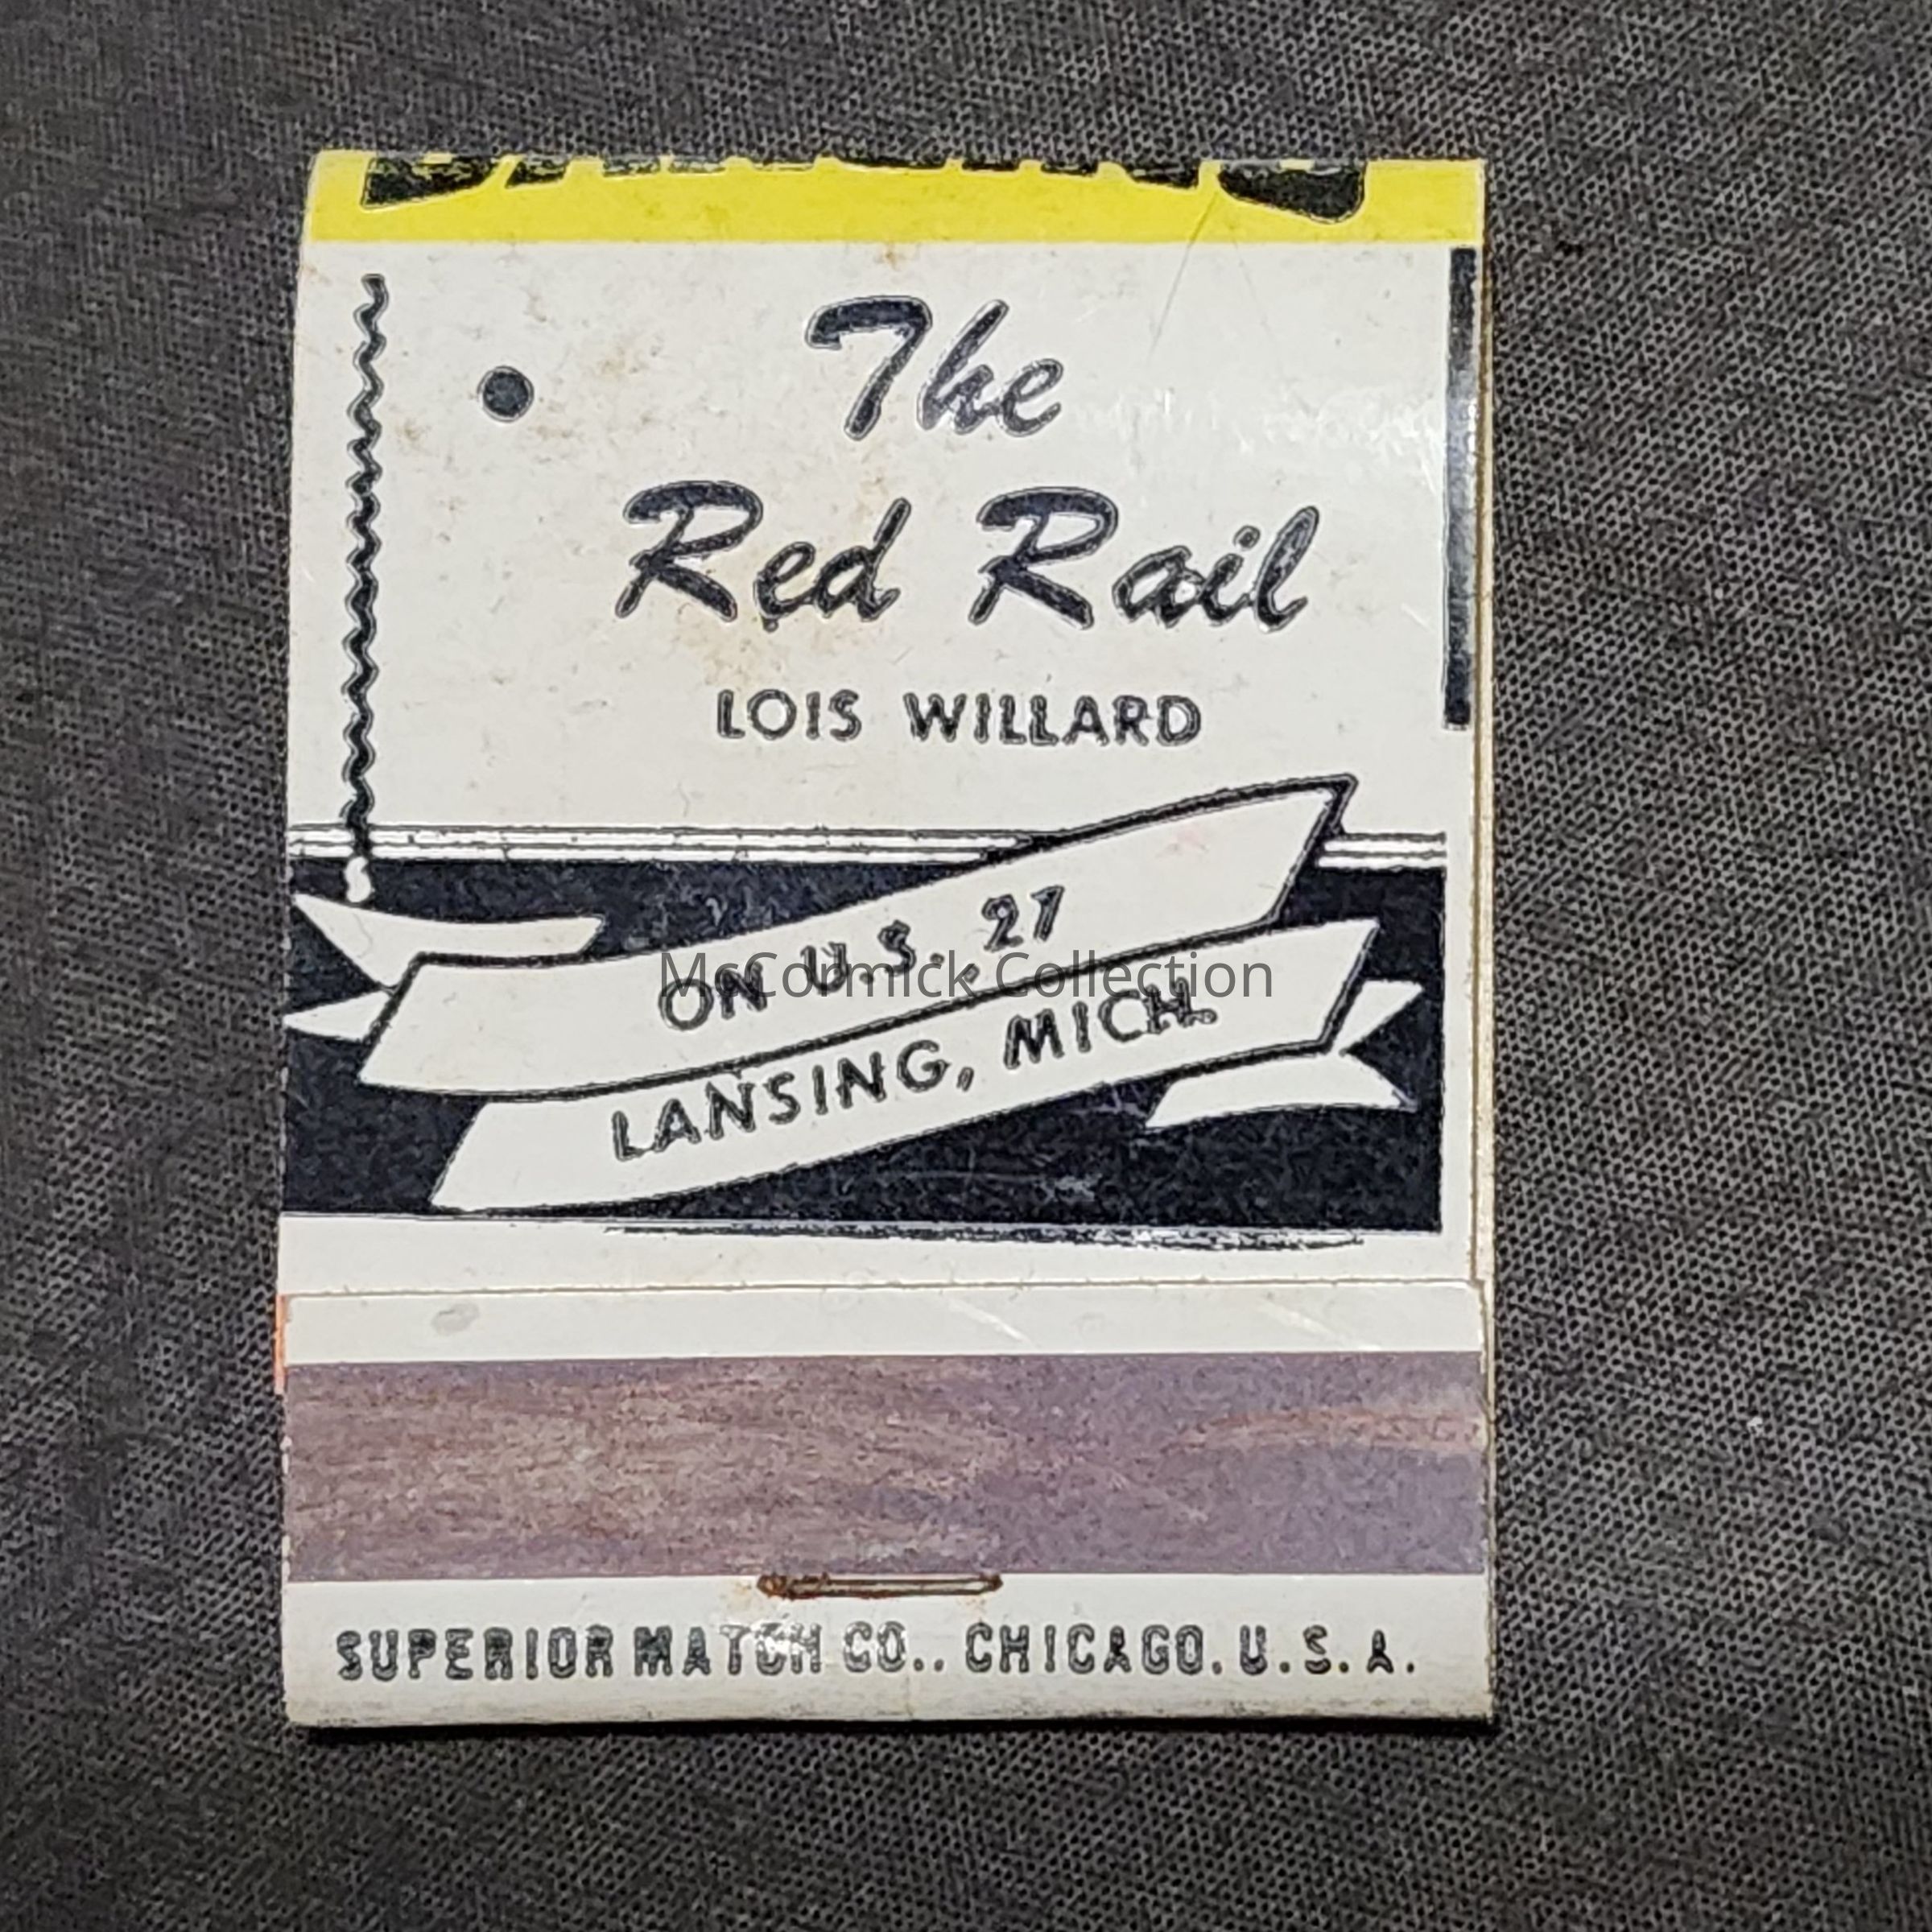 The
Red Rail
LOIS WILLARD
ON U.S. 27
LANSING, MICH.
McCormick Collection
SUPERIOR MATCH CO., CHICAGO, U.S.A.